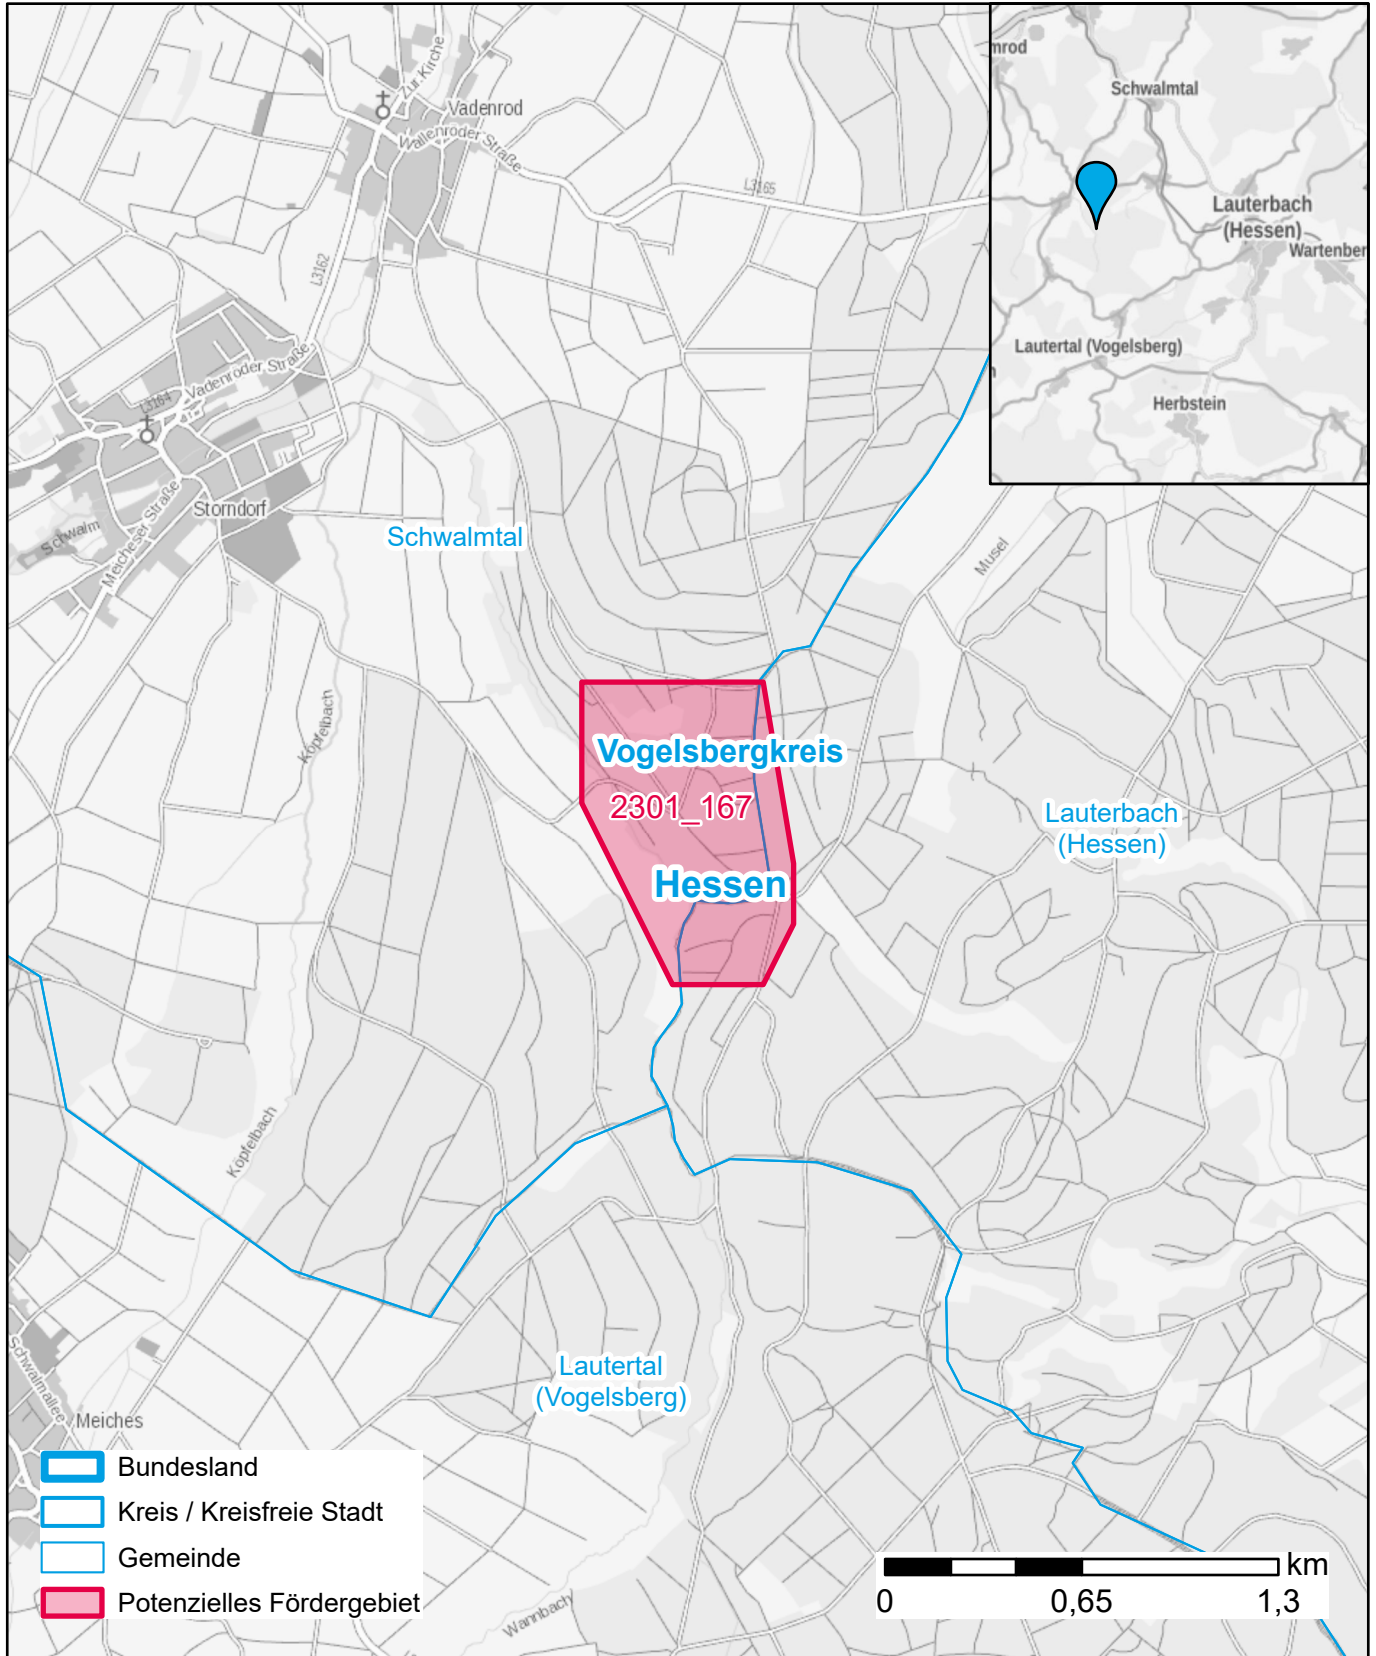 Zur Kirche
Vadenrod
Wallenroder Straße
L3165
L3162
Vadenroder Straße
L3164
Storndorf
Schwalm
Meicheser Straße
Schwalmtal
Musel
Köpfelbach
Vogelsbergkreis
2301_167
Hessen
Lauterbach
(Hessen)
Köpfelbach
Lautertal
(Vogelsberg)
Schwalmallee
Meiches
Wannbach
mrod
Schwalmtal
Lauterbach
(Hessen)
Wartenber
Lautertal (Vogelsberg)
Herbstein
Bundesland
Kreis / Kreisfreie Stadt
Gemeinde
Potenzielles Fördergebiet
km
0 0,65 1,3